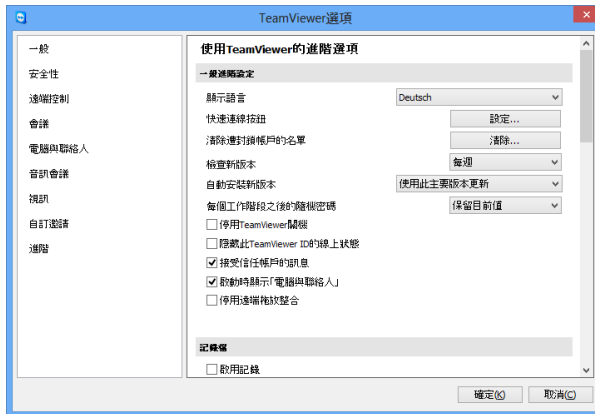 TeamViewer選項
一般
安全性
遠端控制
會議
電腦與聯絡人
音訊會議
視訊
自訂邀請
進階
使用TeamViewer的進階選項
一般進階設定
顯示語言 Deutsch
快速連線按鈕 設定...
清除遭封鎖帳戶的名單 清除...
檢查新版本 每週
自動安裝新版本 使用此主要版本更新
每個工作階段之後的隨機密碼 保留目前值
停用TeamViewer關機
隱藏此TeamViewer ID的線上狀態
接受信任帳戶的訊息
啟動時顯示「電腦與聯絡人」
停用遠端拖放整合
記錄檔
啟用記錄
確定(K) 取消(C)